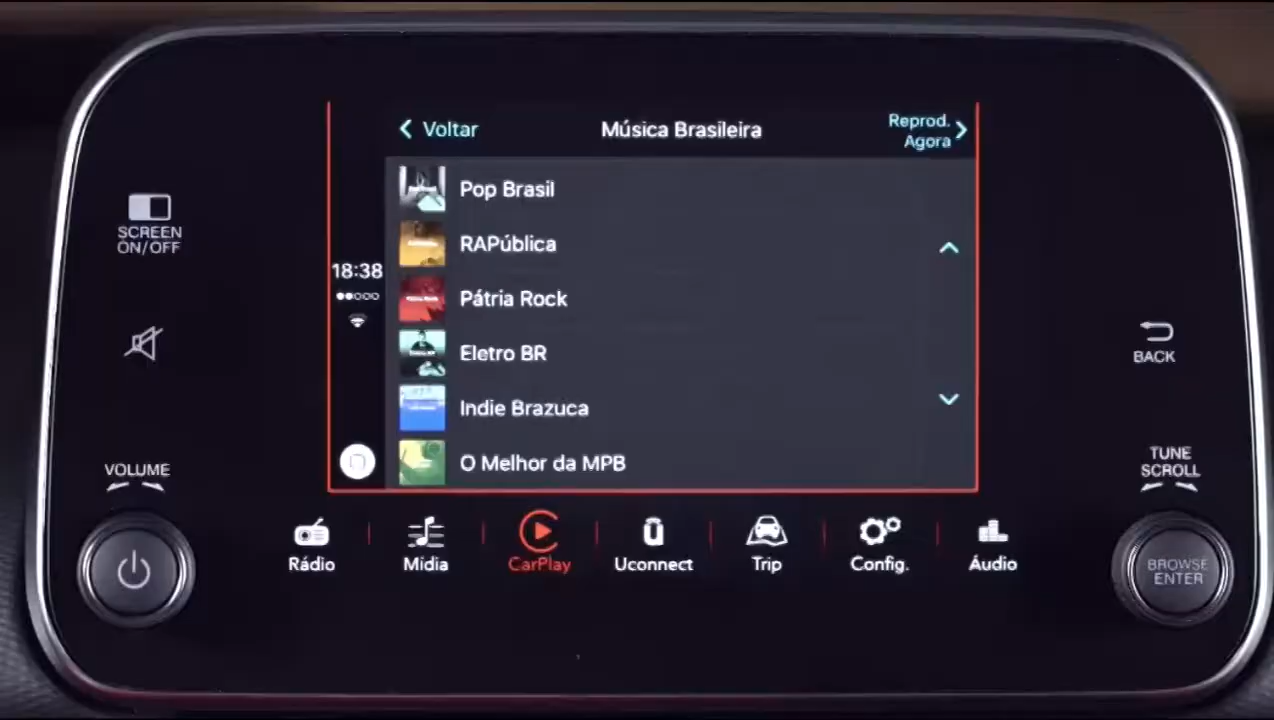 Voltar
Música Brasileira
Reprod.
Agora
Pop Brasil
RAPública
Pátria Rock
Eletro BR
Indie Brazuca
O Melhor da MPB
18:38
SCREEN
ON/OFF
BACK
VOLUME
TUNE
SCROLL
BROWSE
ENTER
Rádio
Mídia
CarPlay
Uconnect
Trip
Config.
Áudio